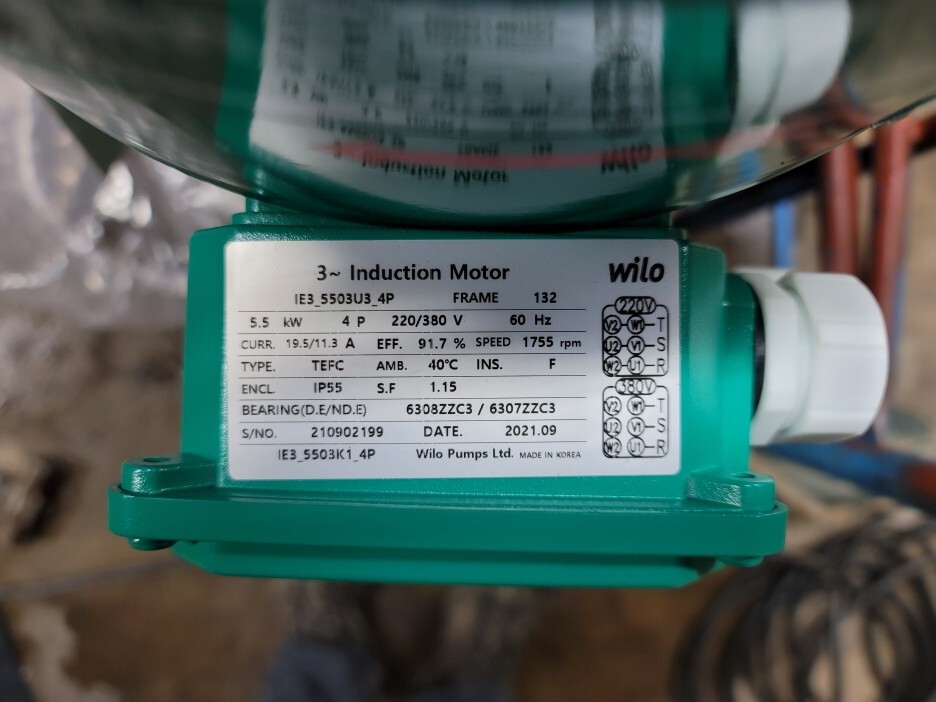 3~ Induction Motor
wilo
IE3_5503U3_4P FRAME 132
5.5 kW 4 P 220/380 V 60 Hz
CURR. 19.5/11.3 A EFF. 91.7 % SPEED 1755 rpm
TYPE. TEFC AMB. 40℃ INS. F
ENCL. IP55 S.F 1.15
BEARING(D.E/ND.E) 6308ZZC3 / 6307ZZC3
S/NO. 210902199 DATE. 2021.09
IE3_5503K1_4P Wilo Pumps Ltd. MADE IN KOREA
220V
V2 W1 T
U2 V1 S
W2 U1 R
380V
V2 W1 T
U2 V1 S
W2 U1 R
wilo
Induction Motor